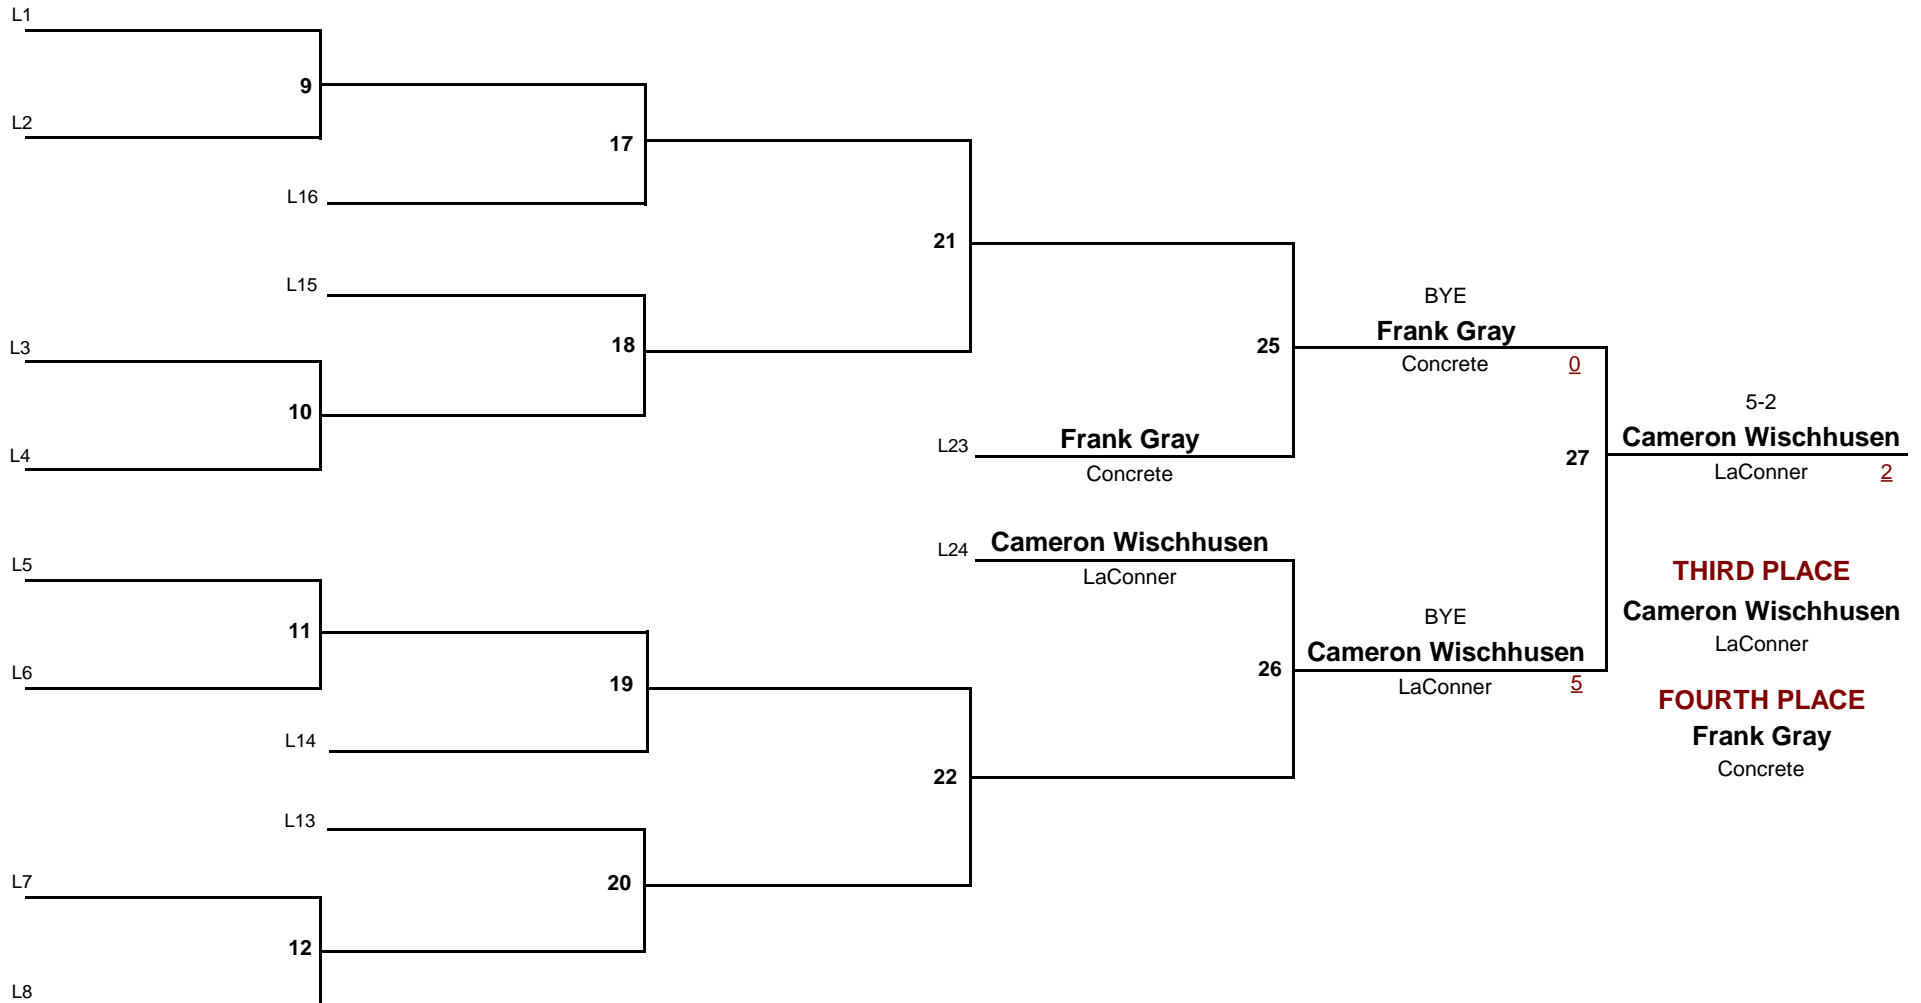 L1
9
L2
17
L16
21
L15
BYE
Frank Gray
L3
18
25
Concrete 0
10
5-2
L4
L23 Frank Gray
Concrete
27
Cameron Wischhusen
LaConner 2
L24 Cameron Wischhusen
LaConner
L5
THIRD PLACE
Cameron Wischhusen
LaConner
11
BYE
L6
19
26
Cameron Wischhusen
LaConner 5
FOURTH PLACE
Frank Gray
Concrete
L14
22
L13
L7
20
12
L8